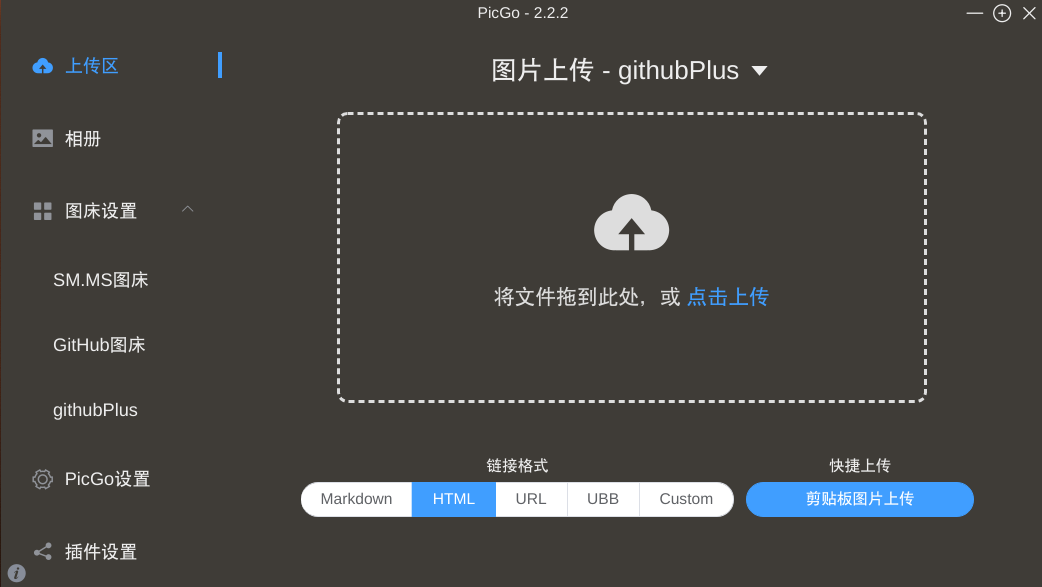 PicGo - 2.2.2
上传区
相册
图床设置
SM.MS图床
GitHub图床
githubPlus
PicGo设置
插件设置
图片上传 - githubPlus
将文件拖到此处，或 点击上传
链接格式
Markdown HTML URL UBB Custom
快捷上传
剪贴板图片上传